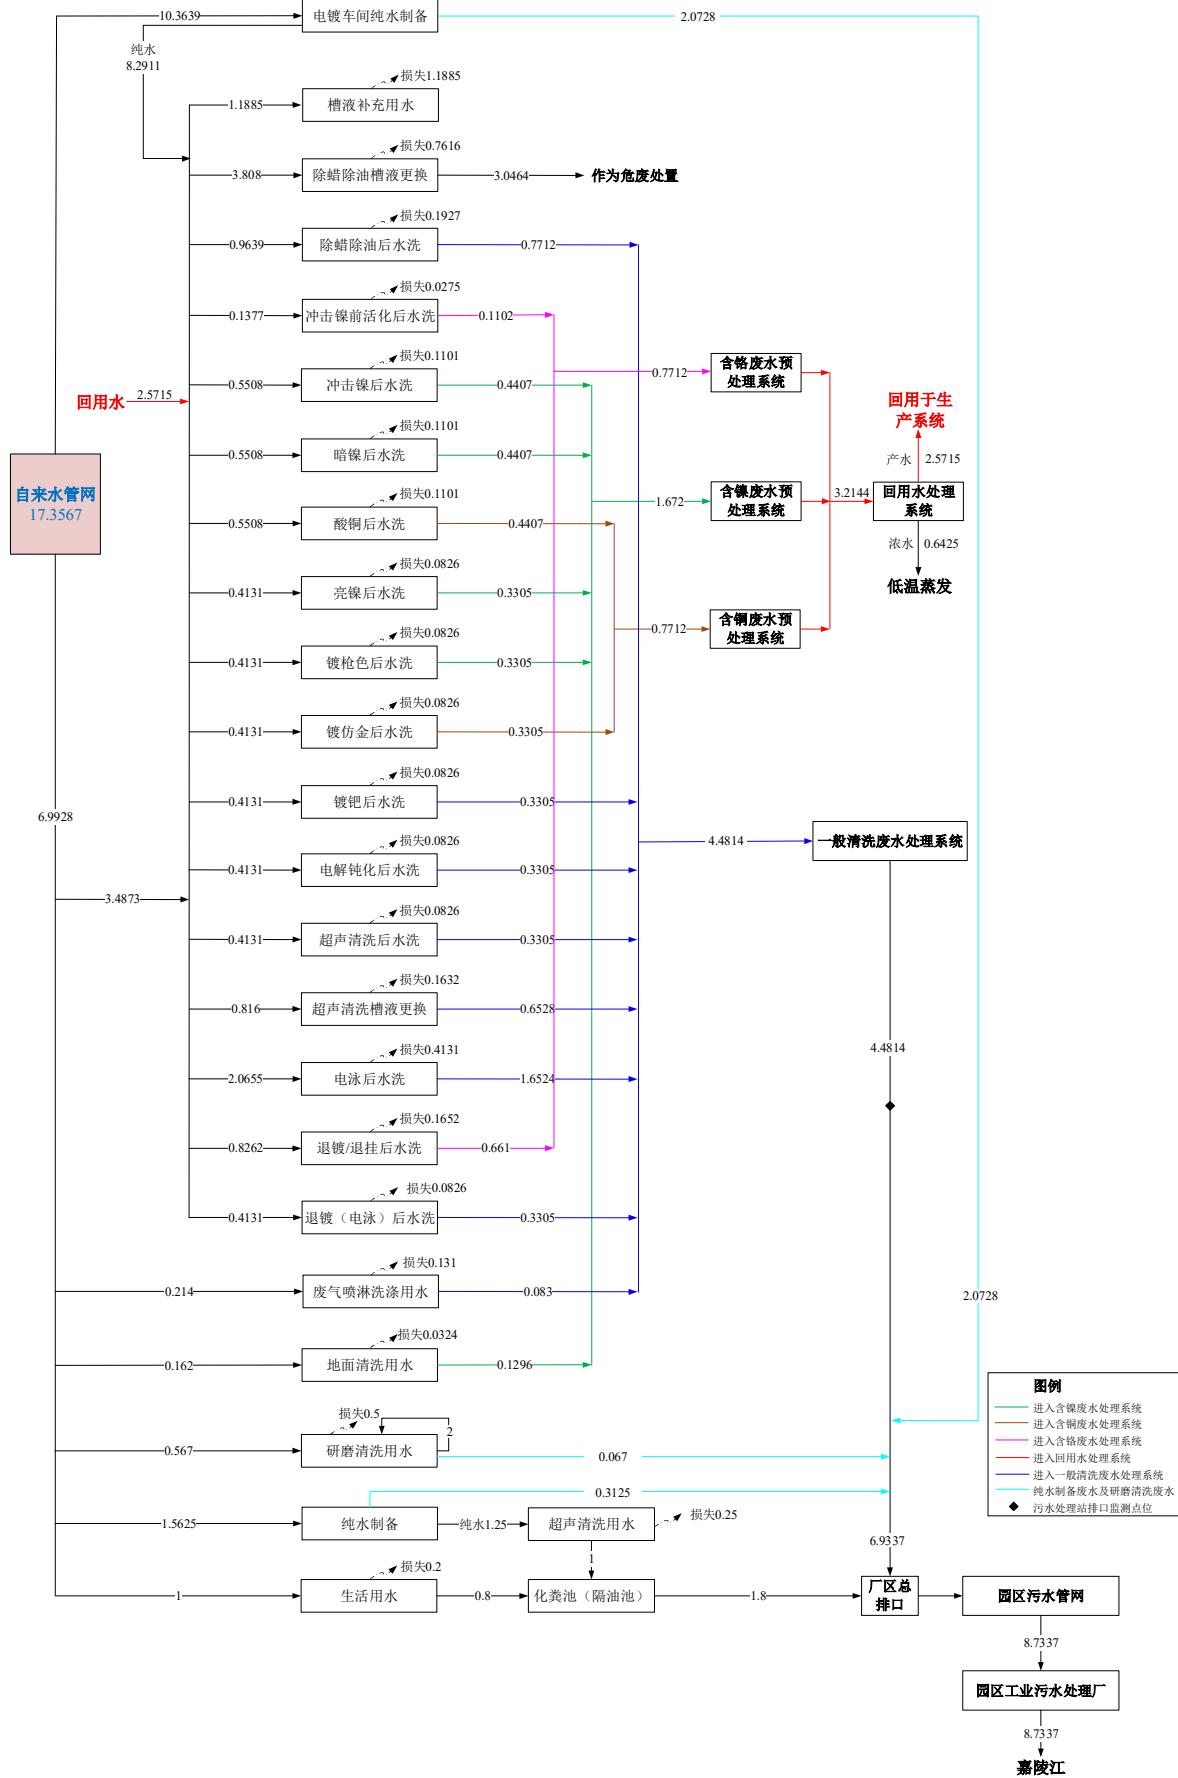 10.3639
电镀车间纯水制备
2.0728
纯水
8.2911
损失1.1885
1.1885
槽液补充用水
损失0.7616
3.808
除蜡除油槽液更换
3.0464
作为危废处置
损失0.1927
0.9639
除蜡除油后水洗
0.7712
损失0.0275
0.1377
冲击镍前活化后水洗
0.1102
损失0.1101
0.5508
冲击镍后水洗
0.4407
0.7712
含铬废水预
处理系统
回用水
2.5715
回用于生
产系统
损失0.1101
0.5508
暗镍后水洗
0.4407
产水
2.5715
自来水管网
17.3567
损失0.1101
0.5508
酸铜后水洗
0.4407
1.672
含镍废水预
处理系统
3.2144
回用水处理
系统
浓水
0.6425
低温蒸发
损失0.0826
0.4131
亮镍后水洗
0.3305
0.7712
含铜废水预
处理系统
损失0.0826
0.4131
镀枪色后水洗
0.3305
损失0.0826
0.4131
镀仿金后水洗
0.3305
损失0.0826
0.4131
镀钯后水洗
0.3305
6.9928
4.4814
一般清洗废水处理系统
损失0.0826
0.4131
电解钝化后水洗
0.3305
3.4873
损失0.0826
0.4131
超声清洗后水洗
0.3305
损失0.1632
0.816
超声清洗槽液更换
0.6528
4.4814
损失0.4131
2.0655
电泳后水洗
1.6524
损失0.1652
0.8262
退镀/退挂后水洗
0.661
损失0.0826
0.4131
退镀（电泳）后水洗
0.3305
损失0.131
0.214
废气喷淋洗涤用水
0.083
2.0728
损失0.0324
0.162
地面清洗用水
0.1296
损失0.5
0.567
研磨清洗用水
2
0.067
图例
进入含镍废水处理系统
进入含铜废水处理系统
进入含铬废水处理系统
进入回用水处理系统
进入一般清洗废水处理系统
纯水制备废水及研磨清洗废水
污水处理站排口监测点位
0.3125
1.5625
纯水制备
纯水1.25
超声清洗用水
损失0.25
6.9337
1
损失0.2
1
生活用水
0.8
化粪池（隔油池）
1.8
厂区总
排口
园区污水管网
8.7337
园区工业污水处理厂
8.7337
嘉陵江